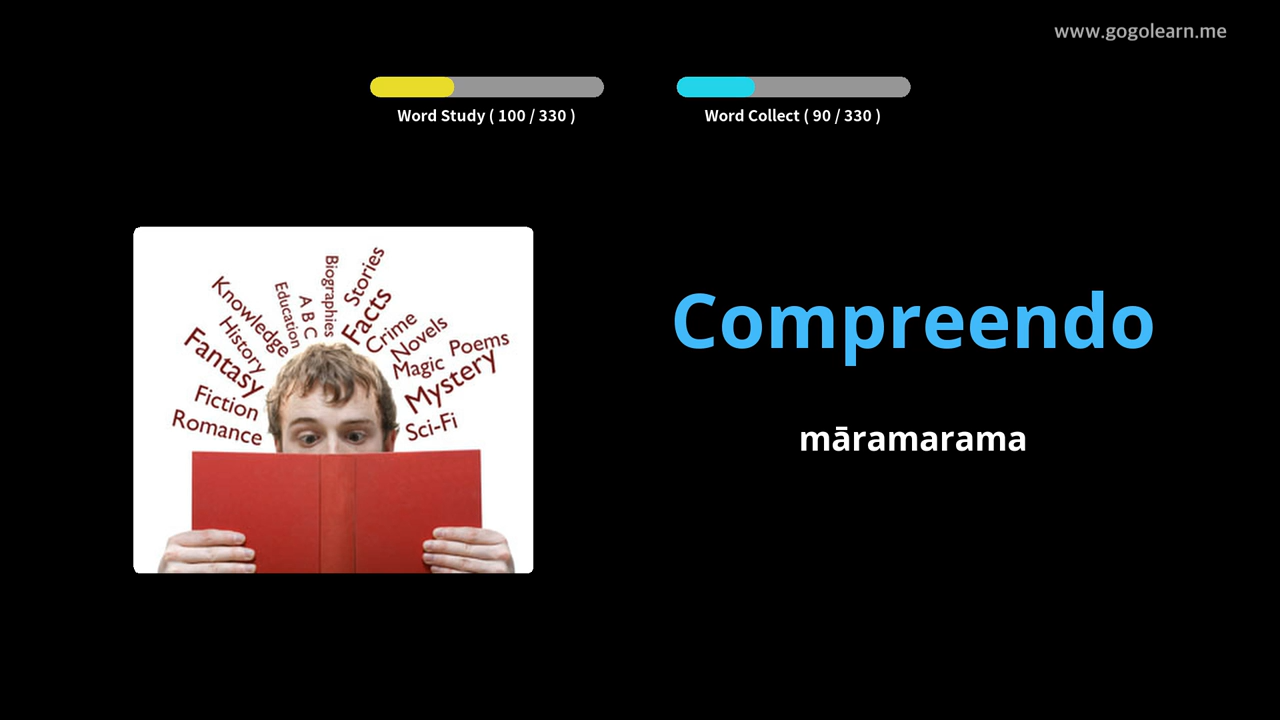 www.gogolearn.me
Word Study ( 100 / 330 )
Word Collect ( 90 / 330 )
Knowledge
Education
A B C
Biographies
Stories
Facts
Crime
Novels
Poems
Magic
Mystery
Sci-Fi
History
Fantasy
Fiction
Romance
Compreendo
māramarama